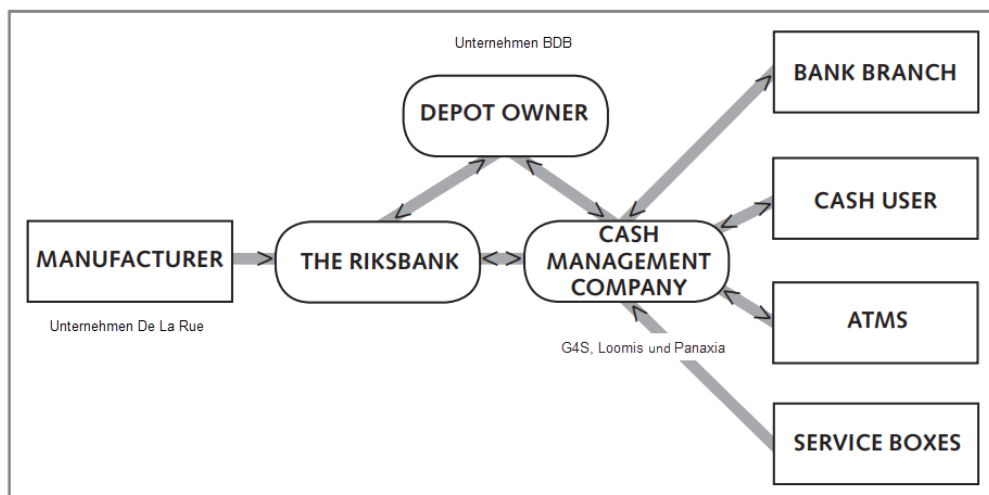 Unternehmen BDB
DEPOT OWNER
BANK BRANCH
CASH USER
MANUFACTURER
THE RIKSBANK
CASH
MANAGEMENT
COMPANY
Unternehmen De La Rue
G4S, Loomis und Panaxia
ATMS
SERVICE BOXES